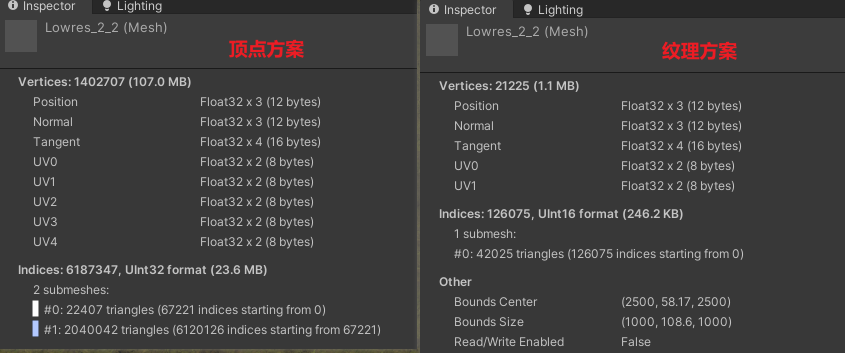 Inspector
Lighting
Lowres_2_2 (Mesh)
顶点方案
Vertices: 1402707 (107.0 MB)
Position Float32 x 3 (12 bytes)
Normal Float32 x 3 (12 bytes)
Tangent Float32 x 4 (16 bytes)
UV0 Float32 x 2 (8 bytes)
UV1 Float32 x 2 (8 bytes)
UV2 Float32 x 2 (8 bytes)
UV3 Float32 x 2 (8 bytes)
UV4 Float32 x 2 (8 bytes)
Indices: 6187347, UInt32 format (23.6 MB)
2 submeshes:
#0: 22407 triangles (67221 indices starting from 0)
#1: 2040042 triangles (6120126 indices starting from 67221)
Inspector
Lighting
Lowres_2_2 (Mesh)
纹理方案
Vertices: 21225 (1.1 MB)
Position Float32 x 3 (12 bytes)
Normal Float32 x 3 (12 bytes)
Tangent Float32 x 4 (16 bytes)
UV0 Float32 x 2 (8 bytes)
UV1 Float32 x 2 (8 bytes)
Indices: 126075, UInt16 format (246.2 KB)
1 submesh:
#0: 42025 triangles (126075 indices starting from 0)
Other
Bounds Center (2500, 58.17, 2500)
Bounds Size (1000, 108.6, 1000)
Read/Write Enabled False